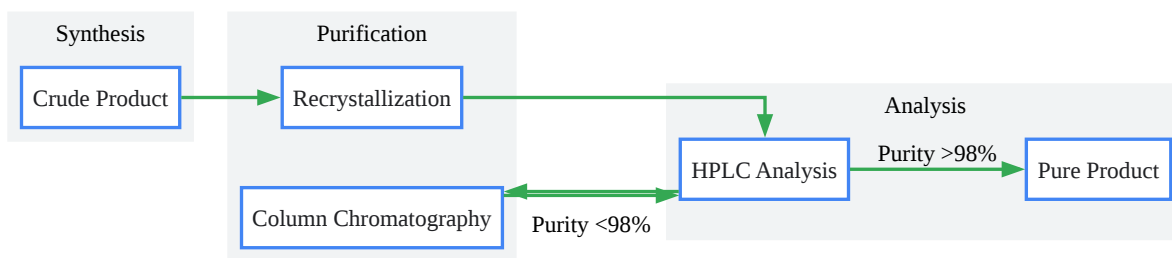 Synthesis
Crude Product
Purification
Recrystallization
Column Chromatography
Purity <98%
Analysis
HPLC Analysis
Purity >98%
Pure Product